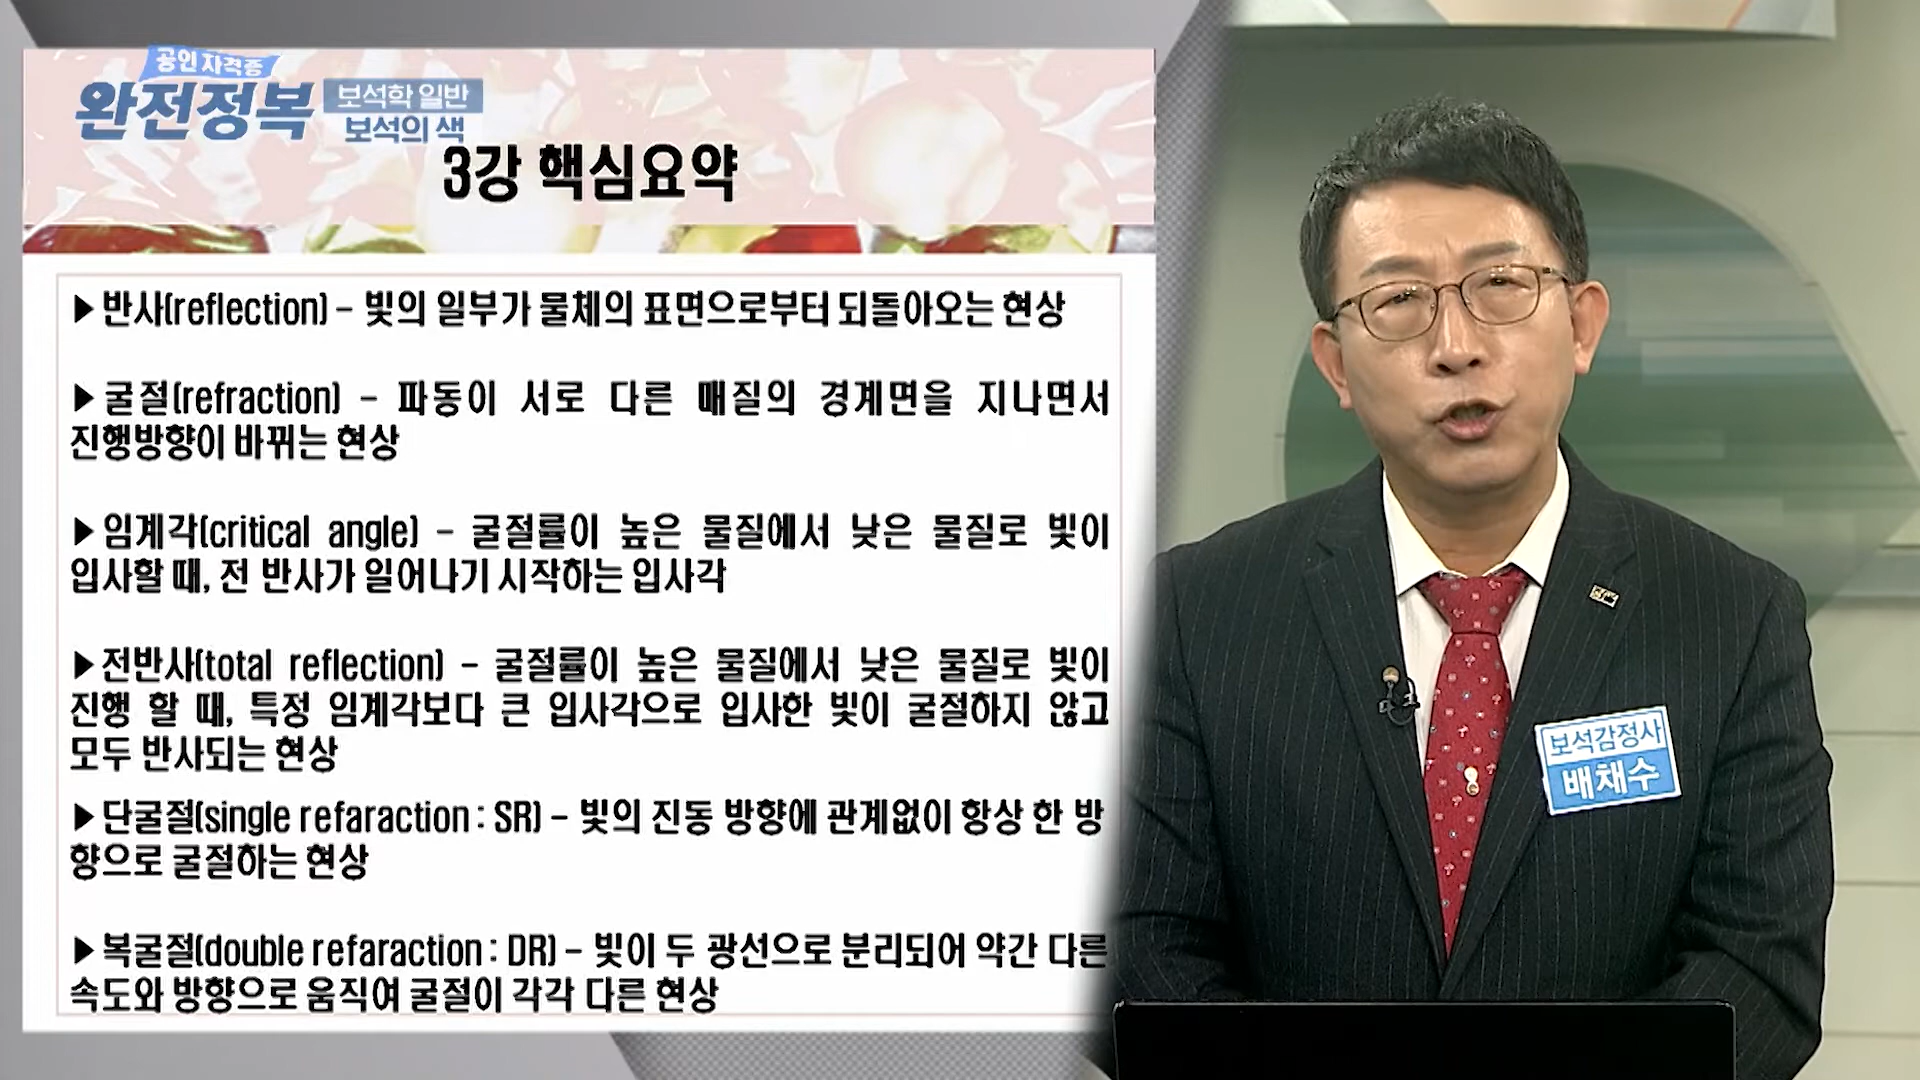 공인 자격증
완전정복
보석학 일반
보석의 색
3강 핵심요약
▶반사(reflection) – 빛의 일부가 물체의 표면으로부터 되돌아오는 현상
▶굴절(refraction) – 파동이 서로 다른 매질의 경계면을 지나면서
진행방향이 바뀌는 현상
▶임계각(critical angle) – 굴절률이 높은 물질에서 낮은 물질로 빛이
입사할 때, 전 반사가 일어나기 시작하는 입사각
▶전반사(total reflection) – 굴절률이 높은 물질에서 낮은 물질로 빛이
진행 할 때, 특정 임계각보다 큰 입사각으로 입사한 빛이 굴절하지 않고
모두 반사되는 현상
▶단굴절(single refaraction : SR) – 빛의 진동 방향에 관계없이 항상 한 방
향으로 굴절하는 현상
▶복굴절(double refaraction : DR) – 빛이 두 광선으로 분리되어 약간 다른
속도와 방향으로 움직여 굴절이 각각 다른 현상
보석감정사
배채수